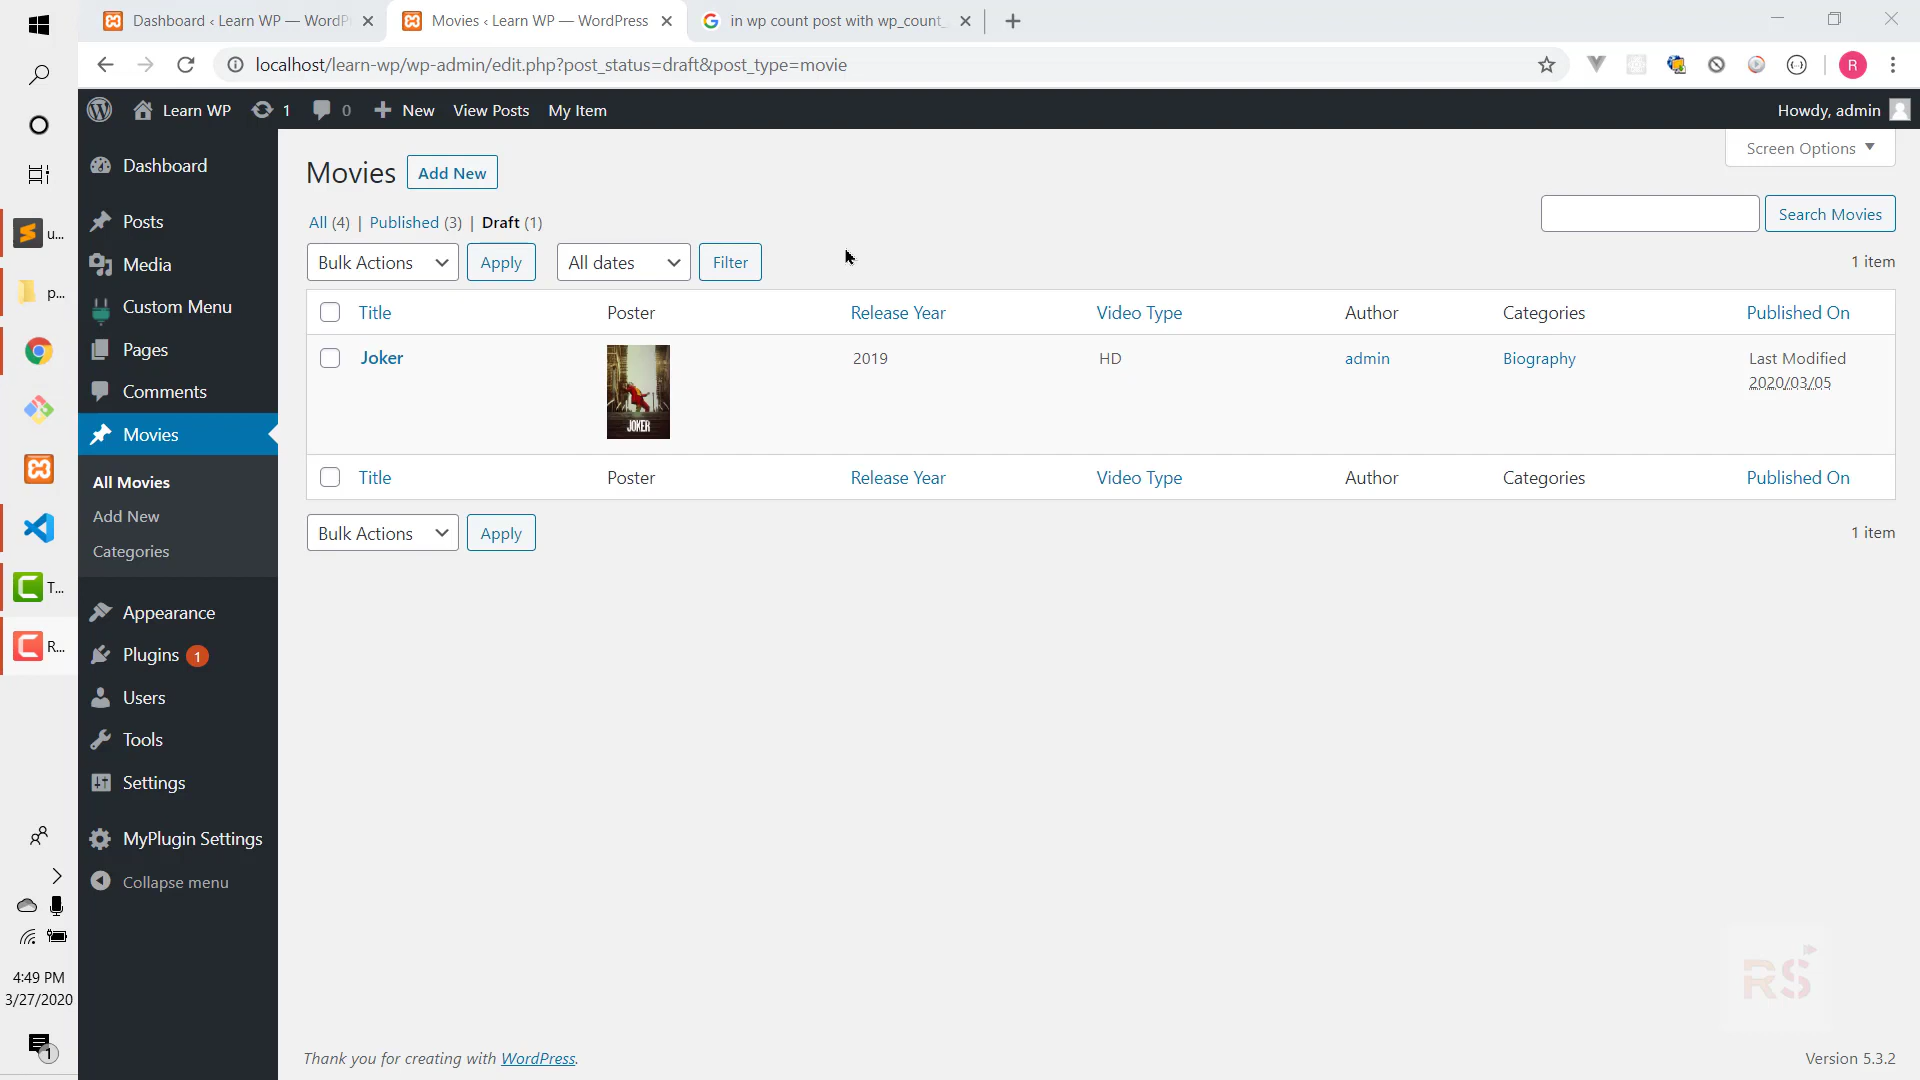 Dashboard ‹ Learn WP — WordP
Movies ‹ Learn WP — WordPress
in wp count post with wp_count_
localhost/learn-wp/wp-admin/edit.php?post_status=draft&post_type=movie
R
Learn WP
1
0
New
View Posts
My Item
Howdy, admin
Dashboard
Posts
Media
Custom Menu
Pages
Comments
Movies
All Movies
Add New
Categories
Appearance
Plugins 1
Users
Tools
Settings
MyPlugin Settings
Collapse menu
Screen Options
Movies
Add New
All (4) | Published (3) | Draft (1)
Search Movies
Bulk Actions
Apply
All dates
Filter
1 item
Title Poster Release Year Video Type Author Categories Published On
Joker
JOKER
2019
HD
admin
Biography
Last Modified
2020/03/05
Title Poster Release Year Video Type Author Categories Published On
Bulk Actions
Apply
1 item
Thank you for creating with WordPress.
Version 5.3.2
RS
u...
p...
T...
R...
4:49 PM
3/27/2020
1